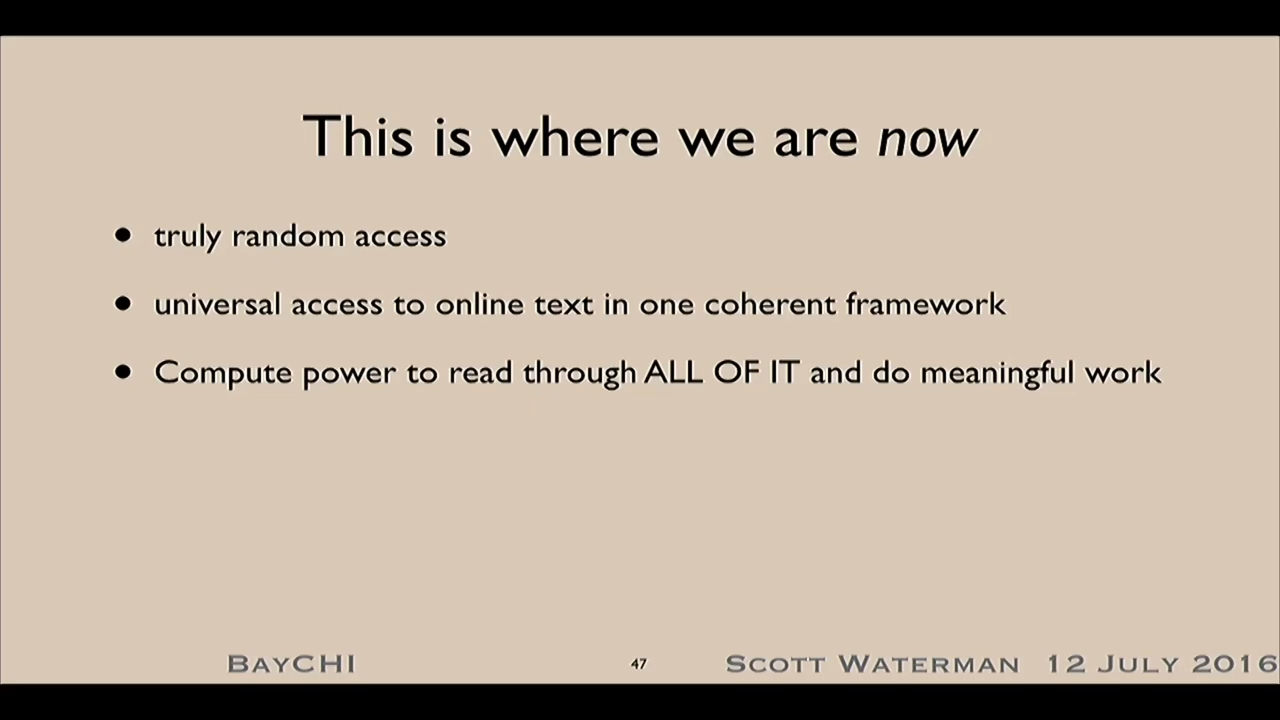 This is where we are now
• truly random access
• universal access to online text in one coherent framework
• Compute power to read through ALL OF IT and do meaningful work
BayCHI 47 Scott Waterman 12 July 2016